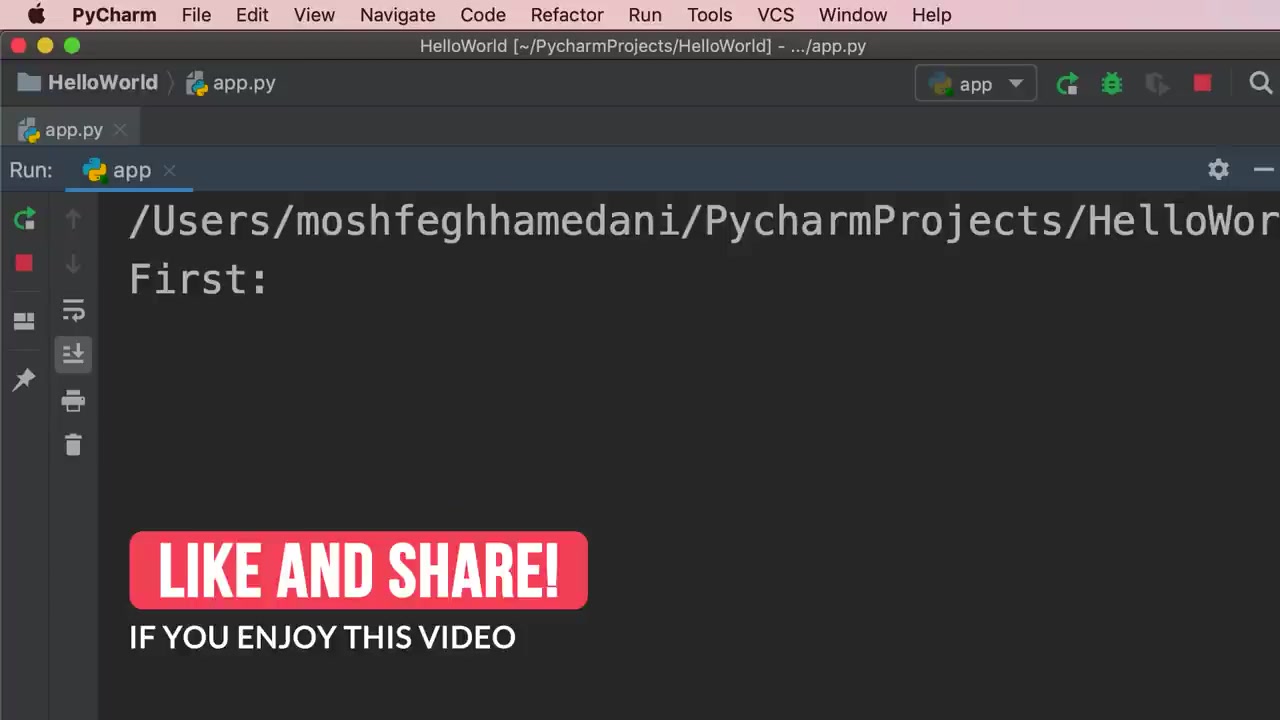 PyCharm File Edit View Navigate Code Refactor Run Tools VCS Window Help
HelloWorld [~/PycharmProjects/HelloWorld] - .../app.py
HelloWorld app.py app
app.py
Run: app
/Users/moshfeghhamedani/PycharmProjects/HelloWor
First:
LIKE AND SHARE!
IF YOU ENJOY THIS VIDEO